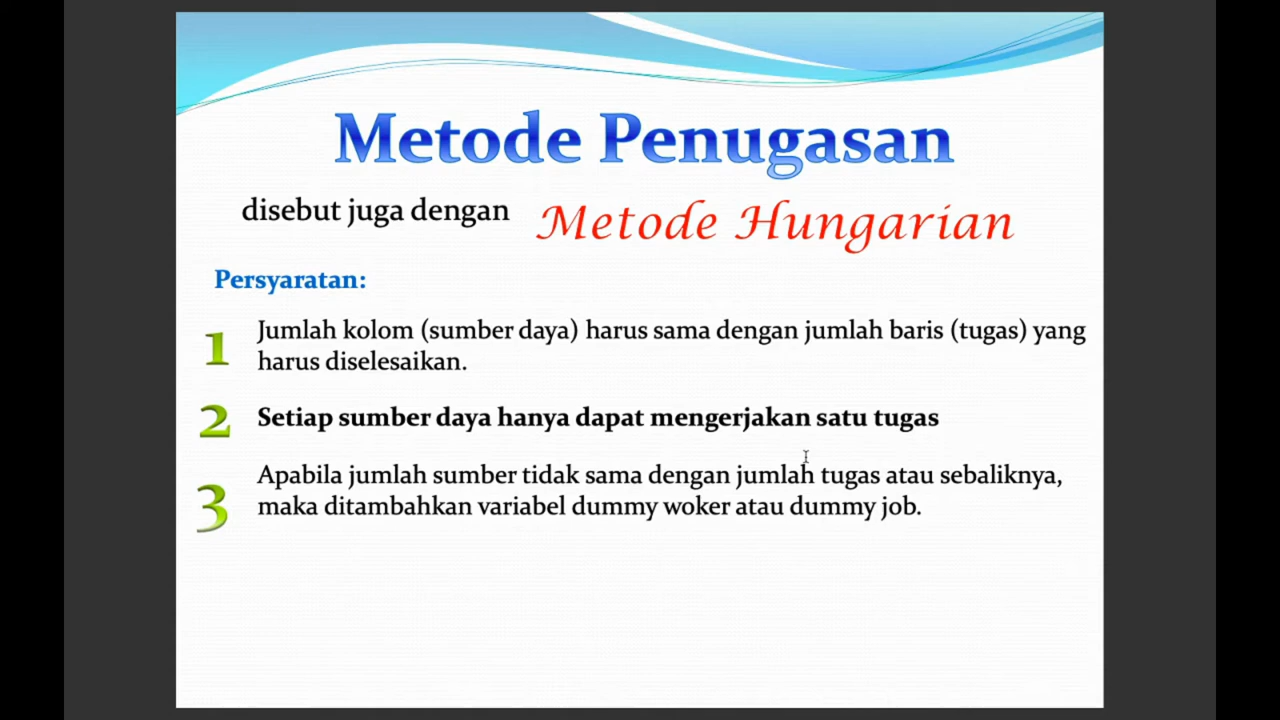 Metode Penugasan
disebut juga dengan Metode Hungarian
Persyaratan:
1 Jumlah kolom (sumber daya) harus sama dengan jumlah baris (tugas) yang
harus diselesaikan.
2 Setiap sumber daya hanya dapat mengerjakan satu tugas
3 Apabila jumlah sumber tidak sama dengan jumlah tugas atau sebaliknya,
maka ditambahkan variabel dummy woker atau dummy job.